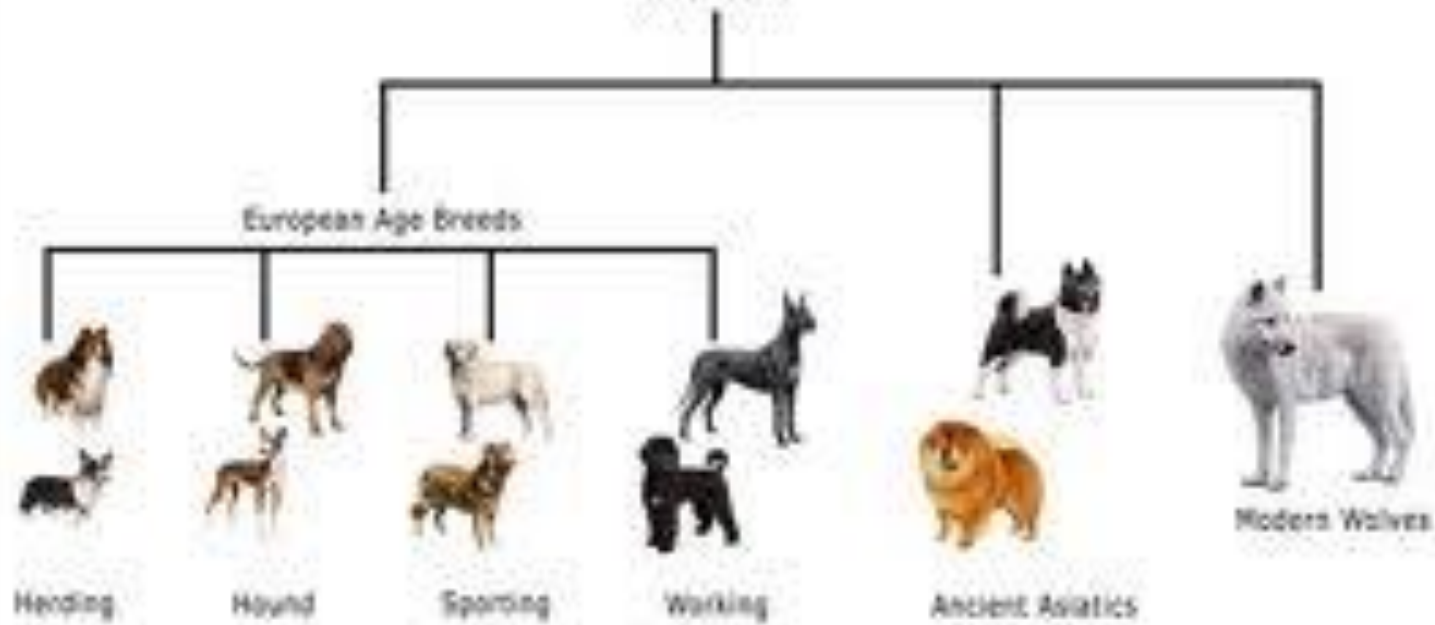 European Age Breeds
Modern Wolves
Herding
Hound
Sporting
Working
Ancient Asiatics